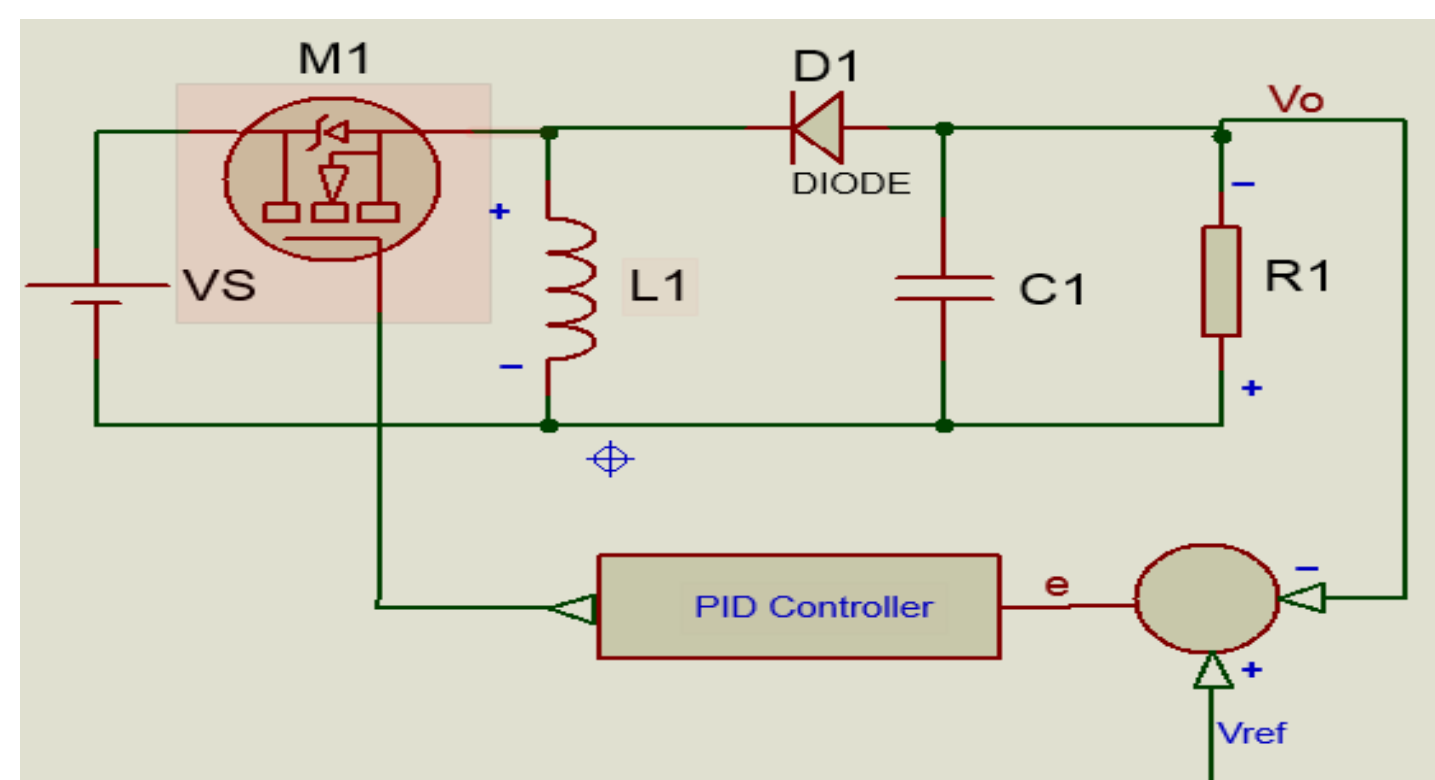 M1
D1
Vo
DIODE
−
+
VS
L1
C1
R1
−
+
PID Controller
e
−
+
Vref